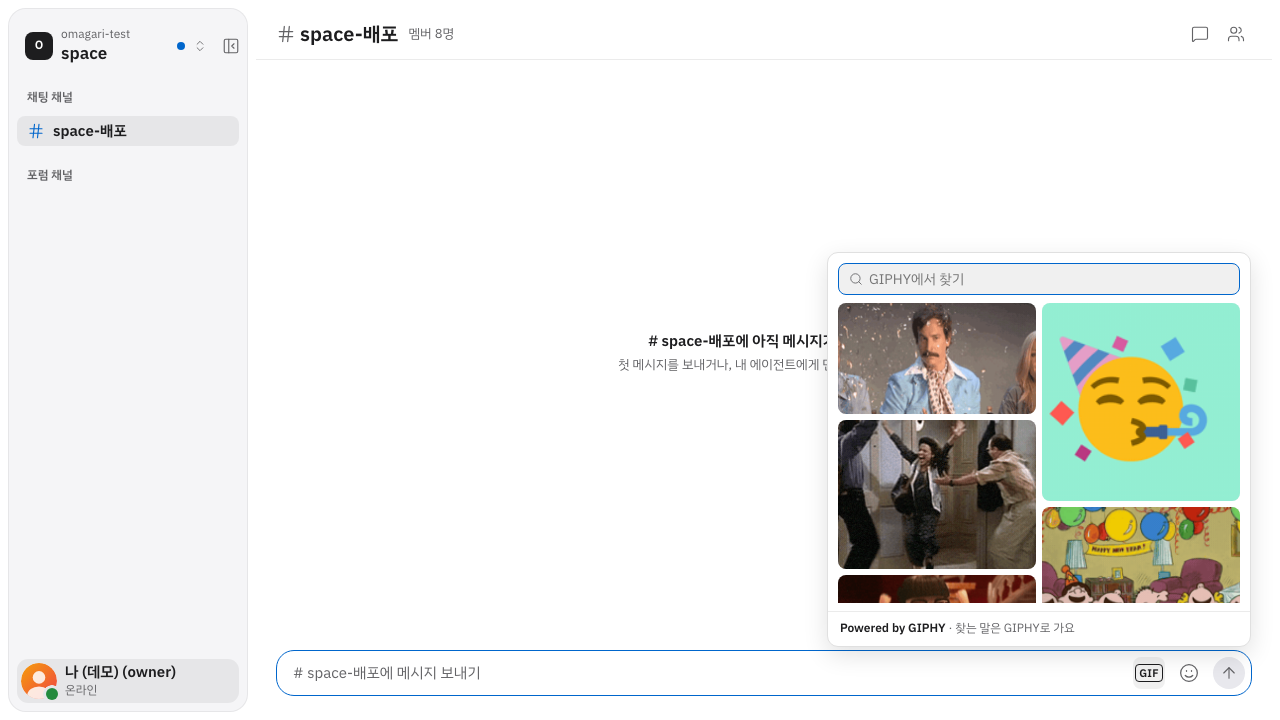 O
omagari-test
space
채팅 채널
# space-배포
포럼 채널
나 (데모) (owner)
온라인
# space-배포 멤버 8명
# space-배포에 아직 메시지가
첫 메시지를 보내거나, 내 에이전트에게
GIPHY에서 찾기
HAPPY NEW YEAR!
Powered by GIPHY · 찾는 말은 GIPHY로 가요
# space-배포에 메시지 보내기
GIF